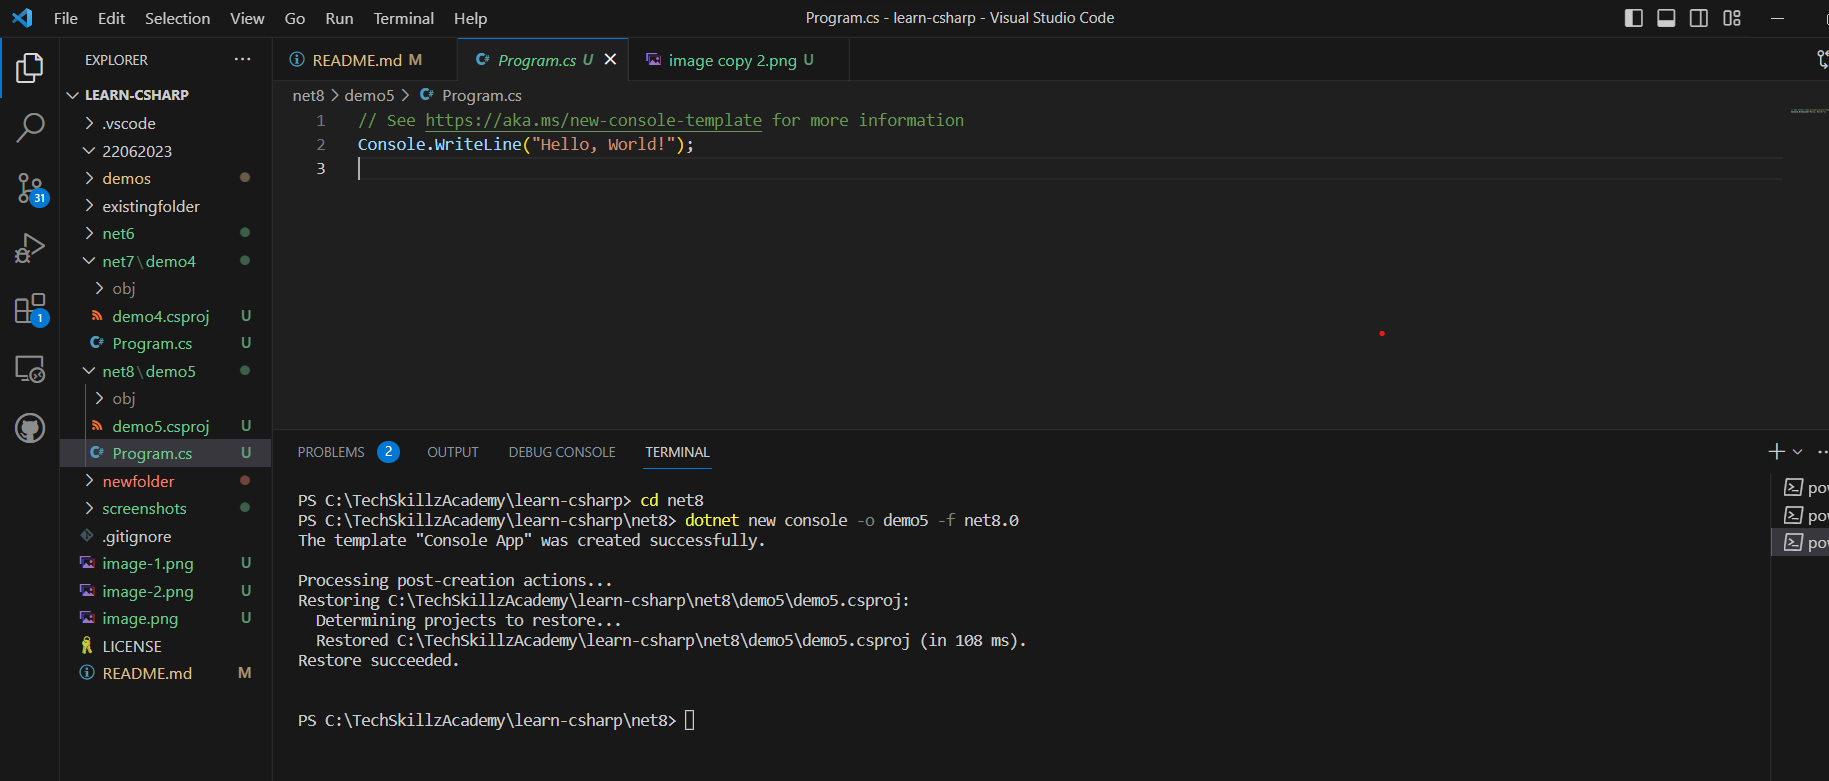 File Edit Selection View Go Run Terminal Help Program.cs - learn-csharp - Visual Studio Code
EXPLORER
LEARN-CSHARP
.vscode
22062023
demos
existingfolder
net6
net7\demo4
obj
demo4.csproj U
Program.cs U
net8\demo5
obj
demo5.csproj U
Program.cs U
newfolder
screenshots
.gitignore
image-1.png U
image-2.png U
image.png U
LICENSE
README.md M
31
1
README.md M Program.cs U image copy 2.png U
net8 > demo5 > Program.cs
1 // See https://aka.ms/new-console-template for more information
2 Console.WriteLine("Hello, World!");
3
PROBLEMS 2 OUTPUT DEBUG CONSOLE TERMINAL
PS C:\TechSkillzAcademy\learn-csharp> cd net8
PS C:\TechSkillzAcademy\learn-csharp\net8> dotnet new console -o demo5 -f net8.0
The template "Console App" was created successfully.
Processing post-creation actions...
Restoring C:\TechSkillzAcademy\learn-csharp\net8\demo5\demo5.csproj:
Determining projects to restore...
Restored C:\TechSkillzAcademy\learn-csharp\net8\demo5\demo5.csproj (in 108 ms).
Restore succeeded.
PS C:\TechSkillzAcademy\learn-csharp\net8>